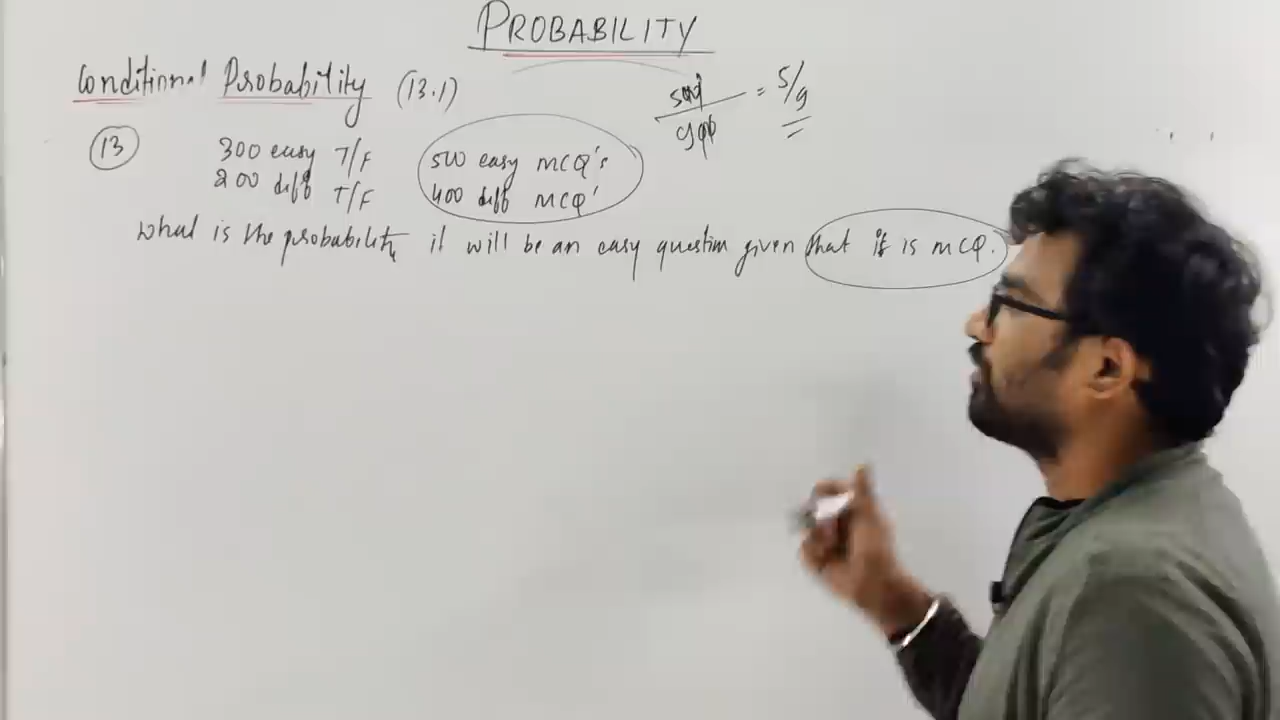 PROBABILITY
Conditional Probability (13.1)
500/900 = 5/9
13
300 easy T/F
200 diff T/F
500 easy MCQ's
400 diff MCQ'
What is the probability it will be an easy question given that it is MCQ.